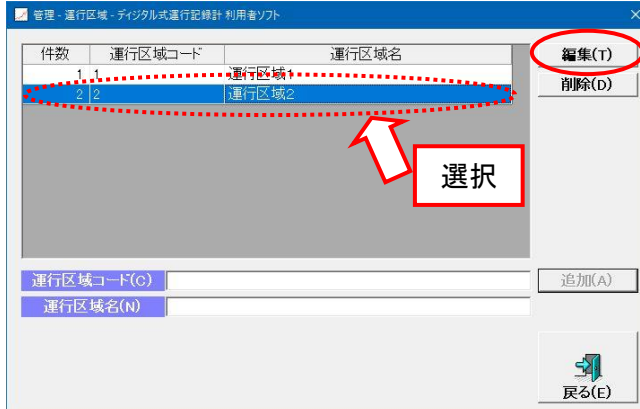 管理 - 運行区域 - ディジタル式運行記録計 利用者ソフト
件数 運行区域コード 運行区域名
1 1 運行区域1
2 2 運行区域2
編集(T)
削除(D)
選択
運行区域コード(C)
追加(A)
運行区域名(N)
戻る(E)